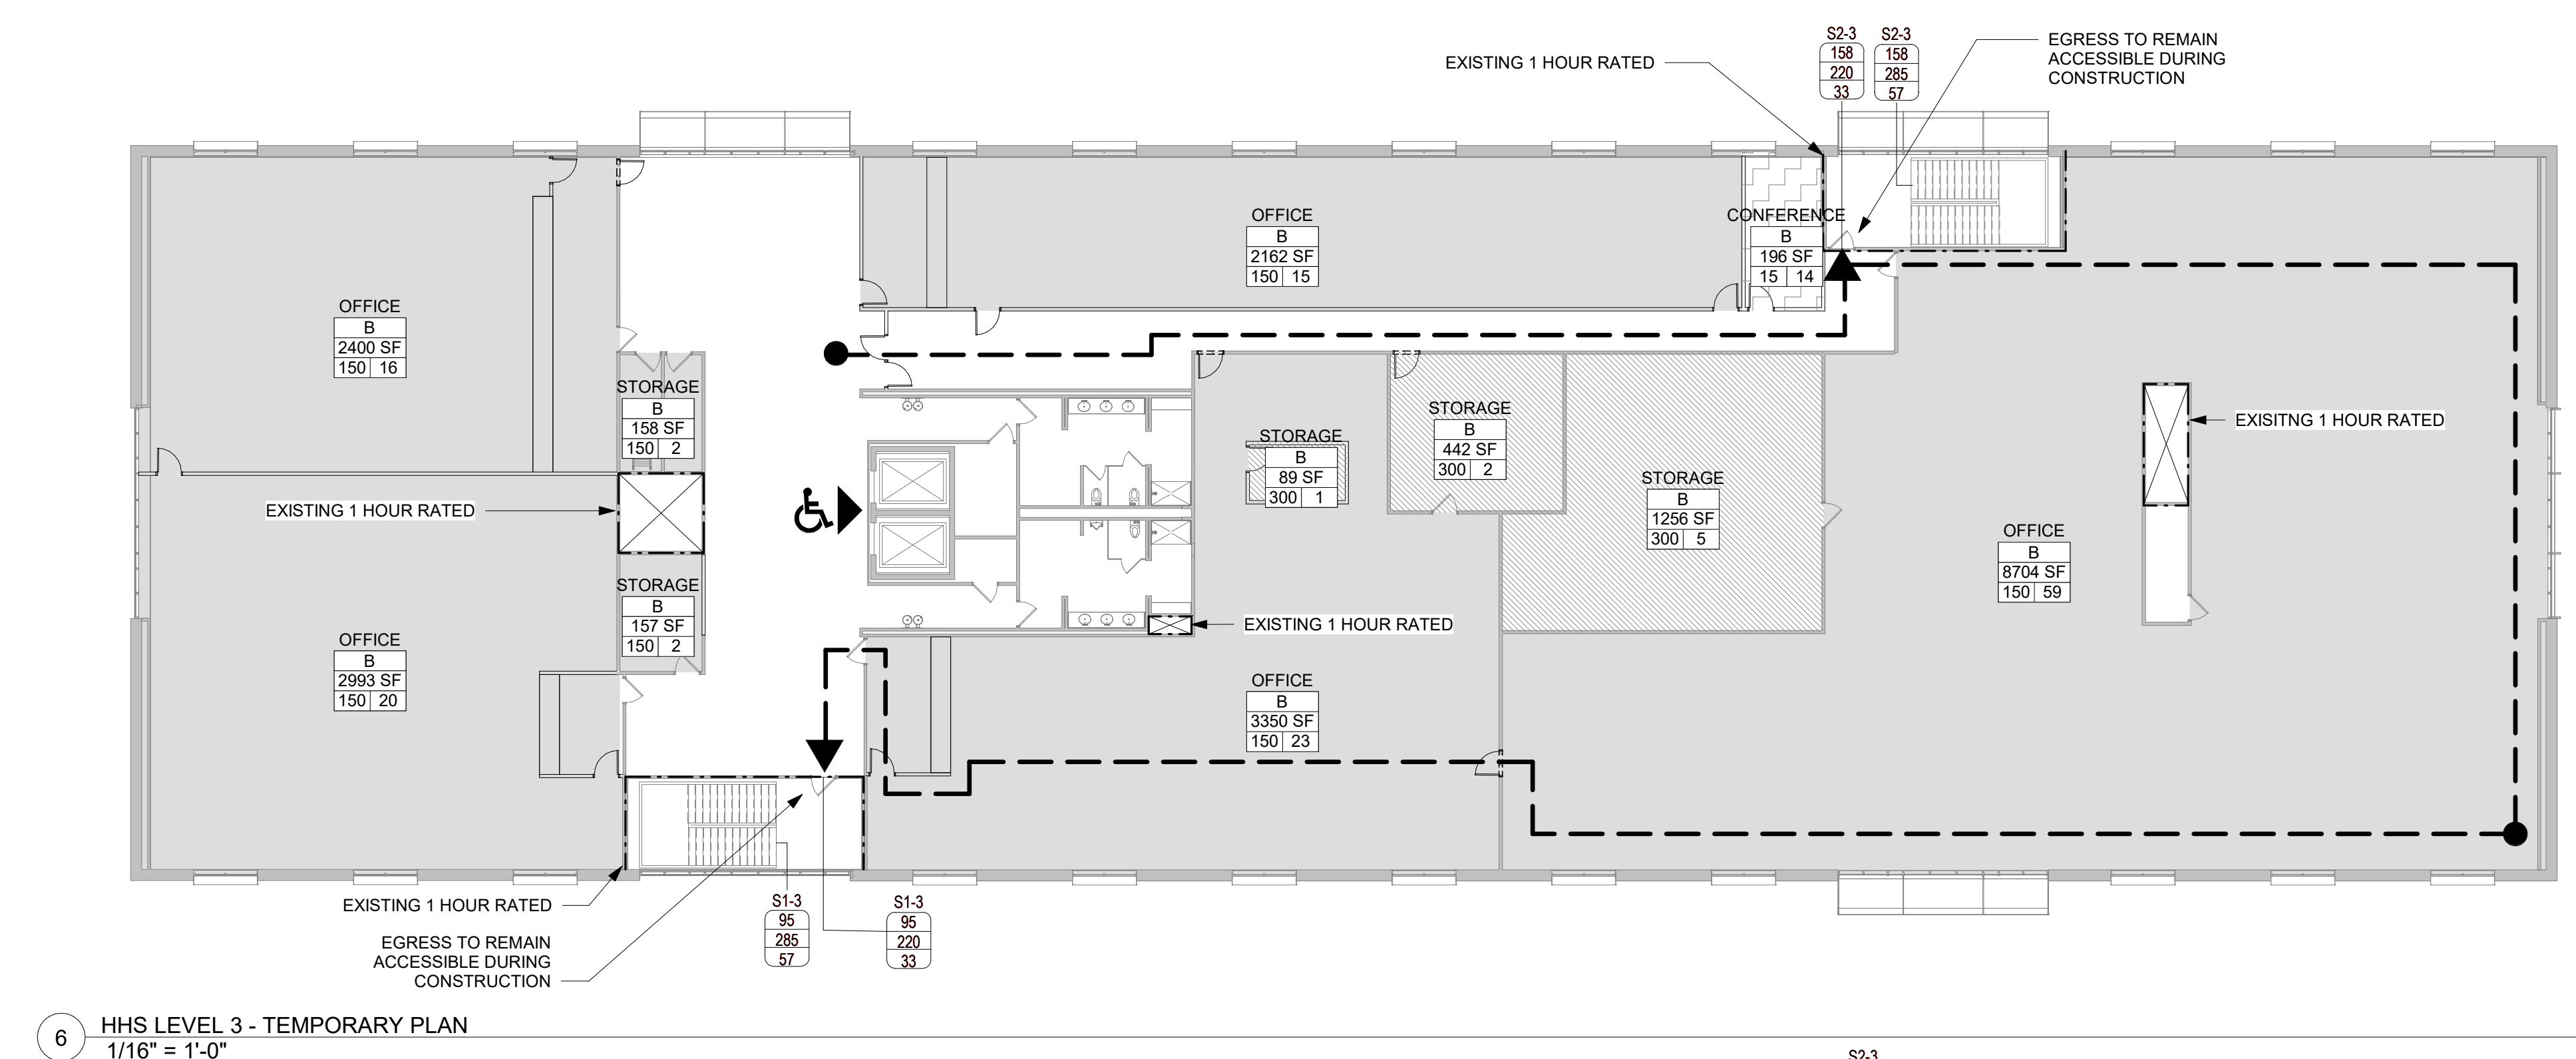 S2-3
158
220
33
S2-3
158
285
57
EGRESS TO REMAIN
ACCESSIBLE DURING
CONSTRUCTION
EXISTING 1 HOUR RATED
OFFICE
B
2400 SF
150 16
STORAGE
B
158 SF
150 2
OFFICE
B
2162 SF
150 15
CONFERENCE
B
196 SF
15 14
STORAGE
B
89 SF
300 1
STORAGE
B
442 SF
300 2
STORAGE
B
1256 SF
300 5
EXISITNG 1 HOUR RATED
OFFICE
B
8704 SF
150 59
EXISTING 1 HOUR RATED
STORAGE
B
157 SF
150 2
OFFICE
B
2993 SF
150 20
EXISTING 1 HOUR RATED
OFFICE
B
3350 SF
150 23
EXISTING 1 HOUR RATED
EGRESS TO REMAIN
ACCESSIBLE DURING
CONSTRUCTION
S1-3
95
285
57
S1-3
95
220
33
6
HHS LEVEL 3 - TEMPORARY PLAN
1/16" = 1'-0"
S2-3